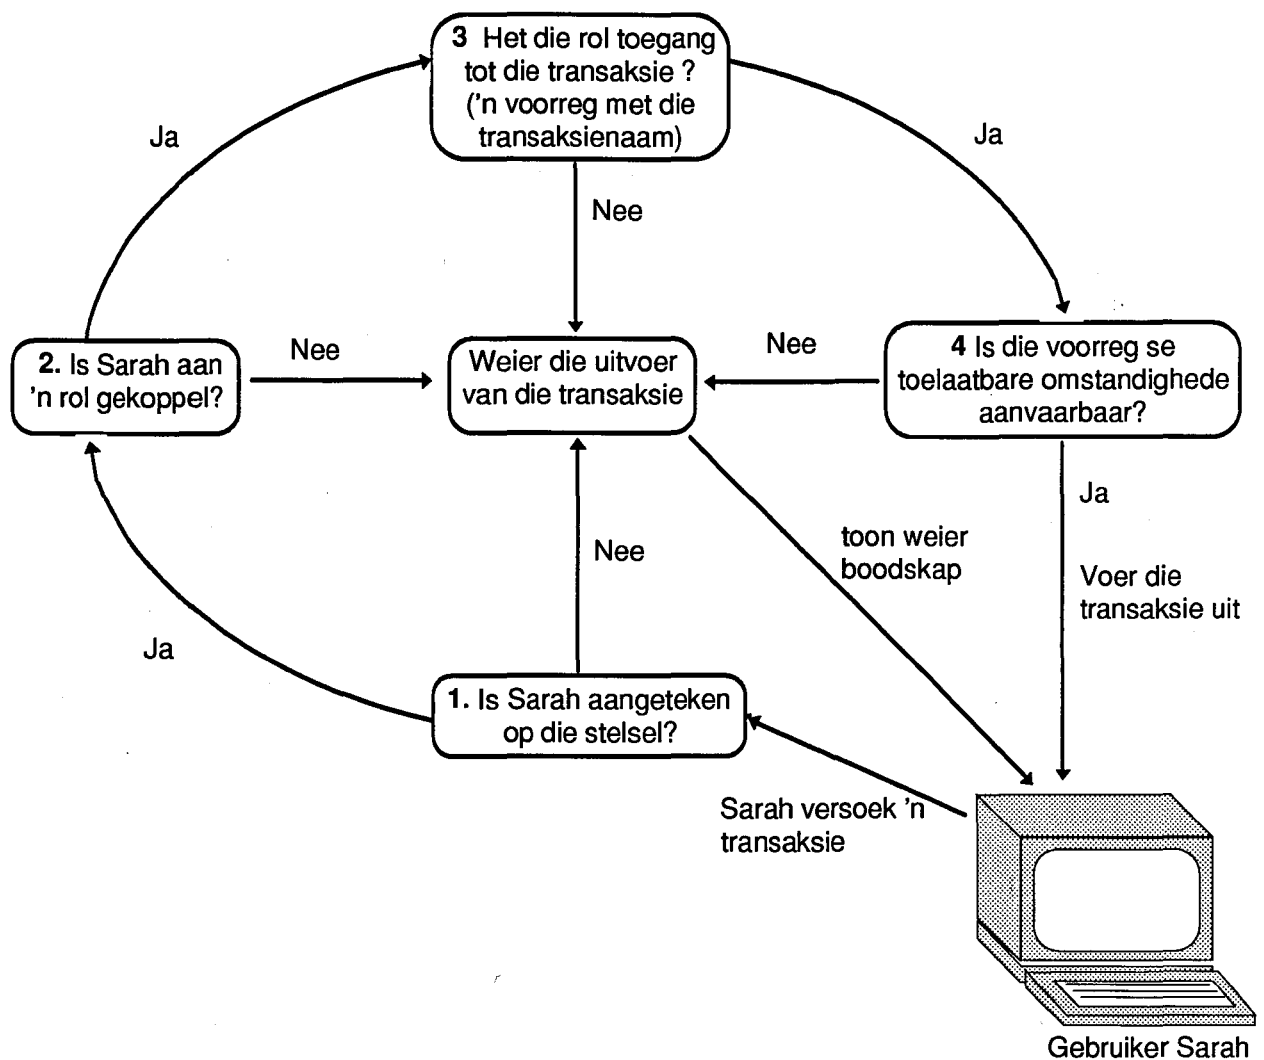 3 Het die rol toegang
tot die transaksie ?
('n voorreg met die
transaksienaam)
Ja
Ja
Nee
2. Is Sarah aan
'n rol gekoppel?
Nee
Weier die uitvoer
van die transaksie
Nee
4 Is die voorreg se
toelaatbare omstandighede
aanvaarbaar?
Ja
Nee
toon weier
boodskap
Voer die
transaksie uit
Ja
1. Is Sarah aangeteken
op die stelsel?
Sarah versoek 'n
transaksie
Gebruiker Sarah